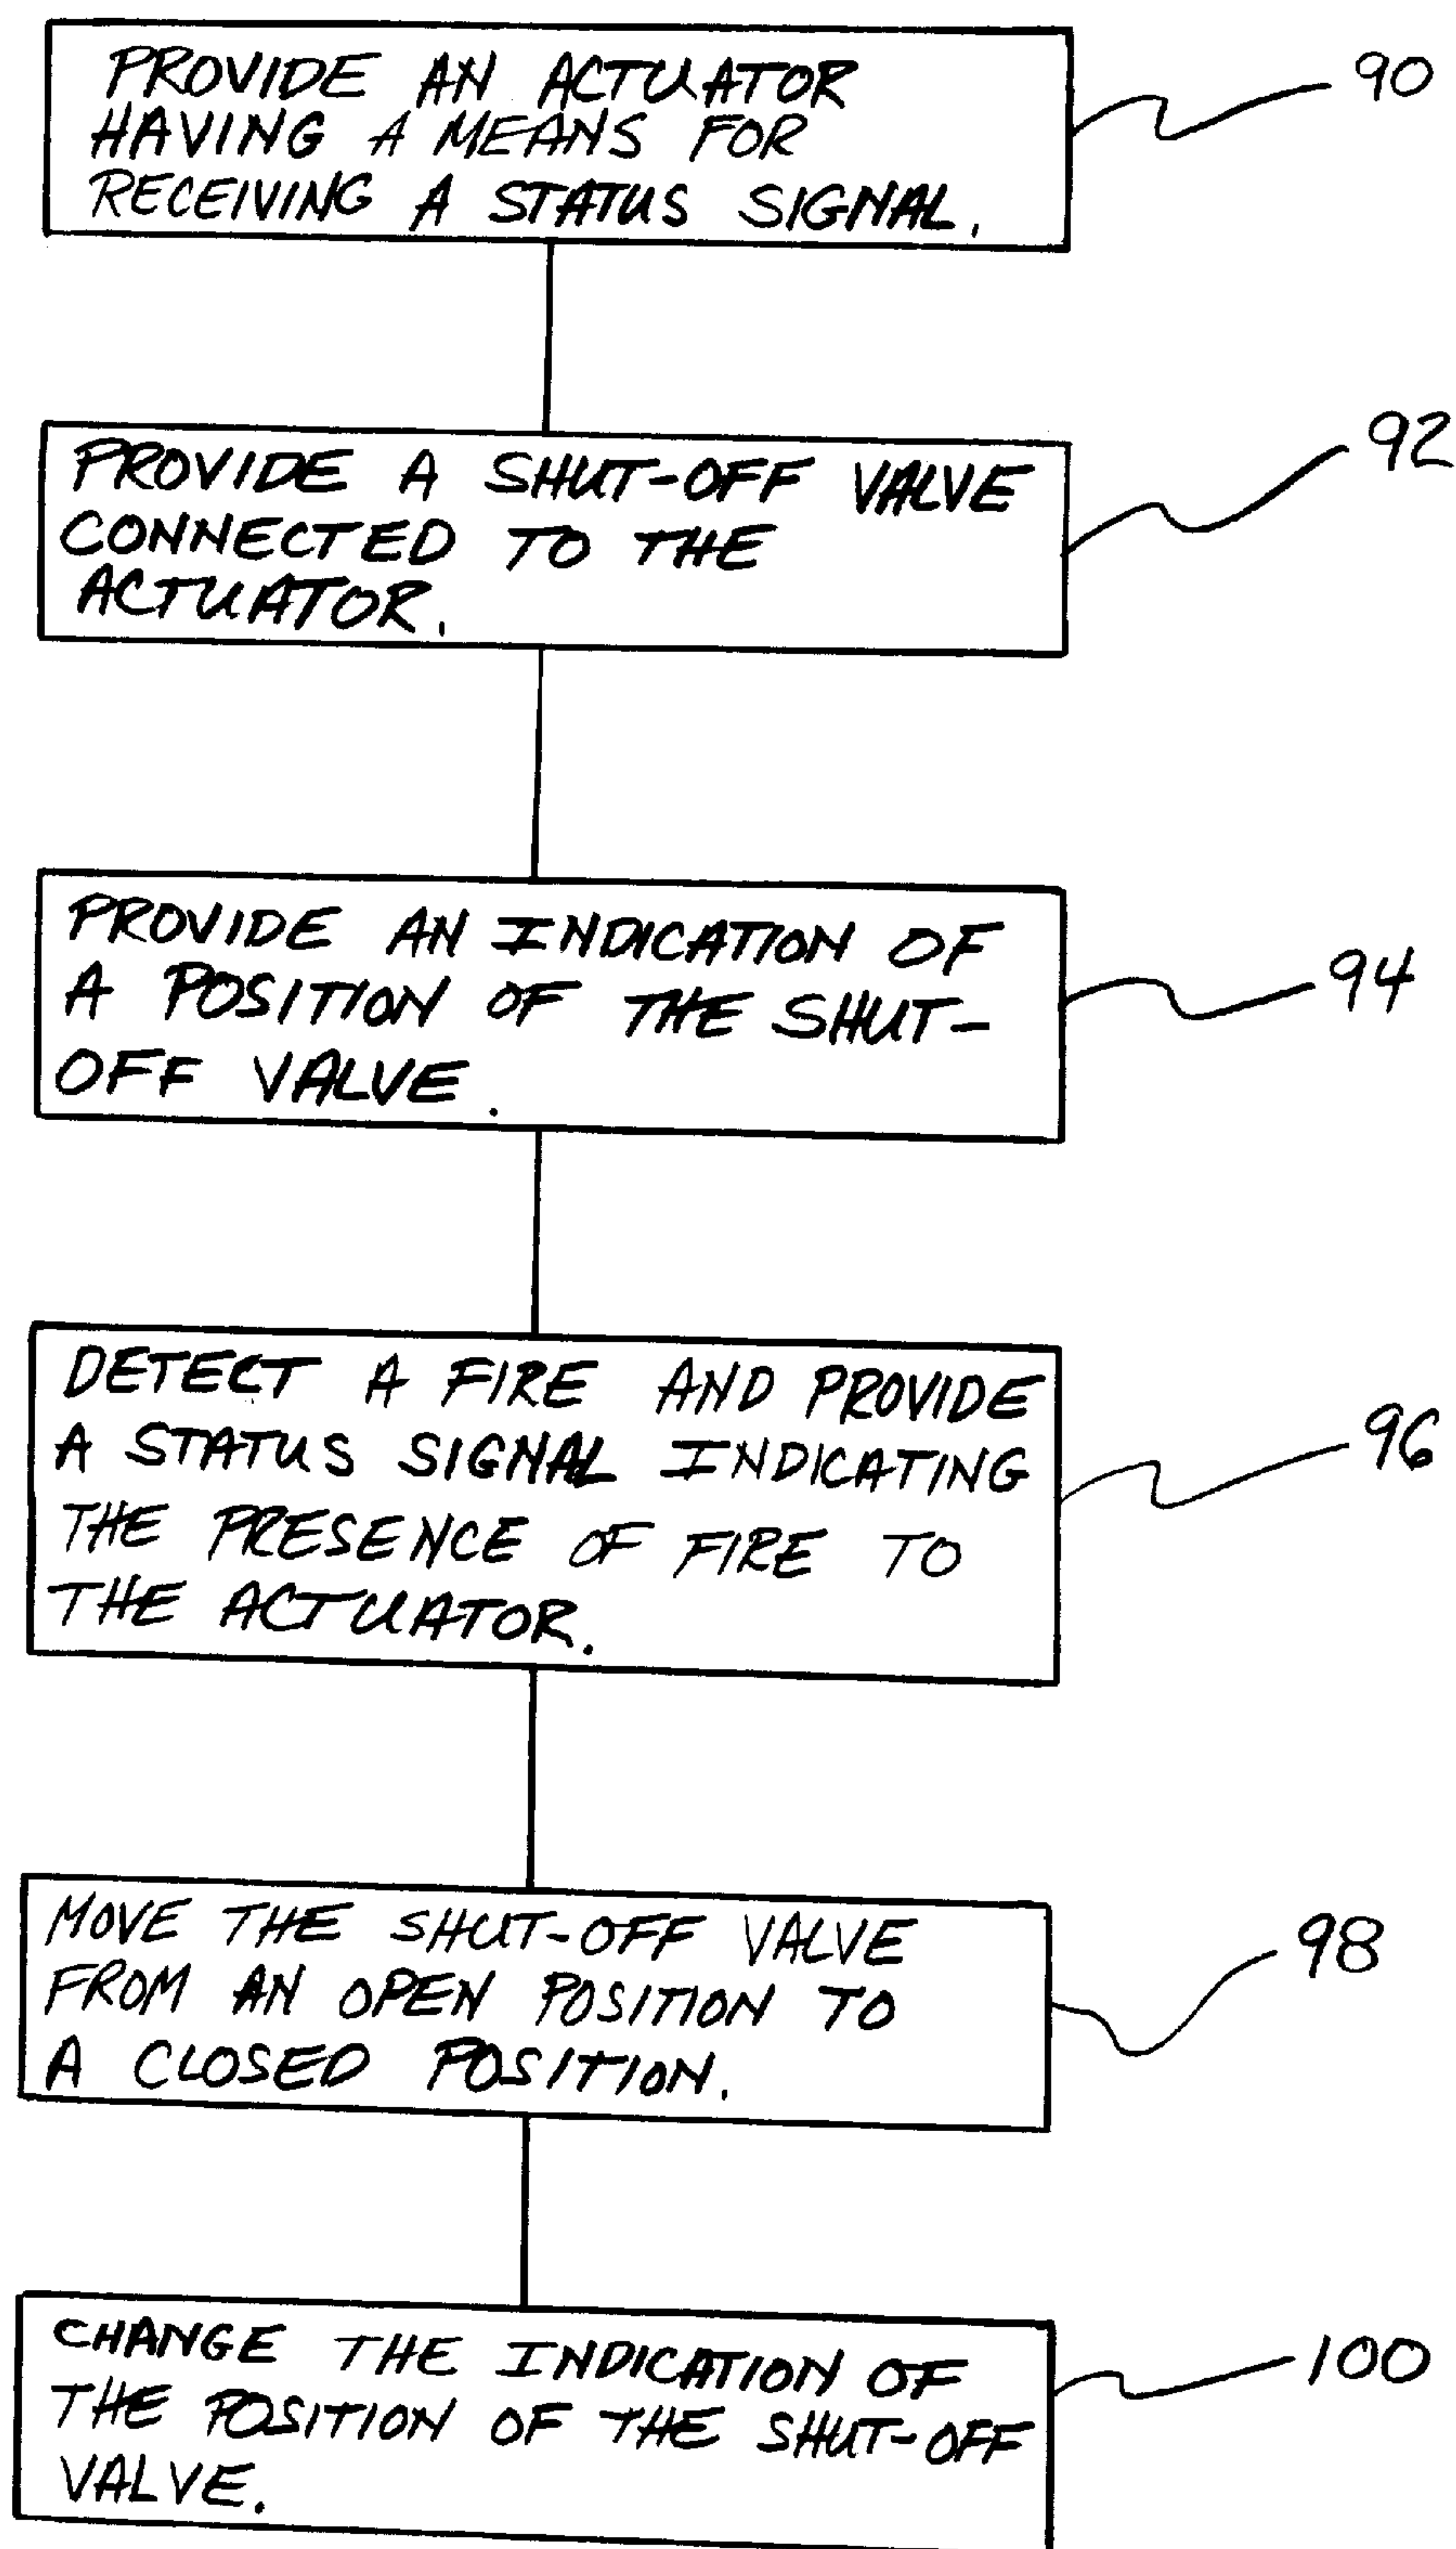 PROVIDE AN ACTUATOR
HAVING A MEANS FOR
RECEIVING A STATUS SIGNAL.
90
PROVIDE A SHUT-OFF VALVE
CONNECTED TO THE
ACTUATOR.
92
PROVIDE AN INDICATION OF
A POSITION OF THE SHUT-
OFF VALVE.
94
DETECT A FIRE AND PROVIDE
A STATUS SIGNAL INDICATING
THE PRESENCE OF FIRE TO
THE ACTUATOR.
96
MOVE THE SHUT-OFF VALVE
FROM AN OPEN POSITION TO
A CLOSED POSITION.
98
CHANGE THE INDICATION OF
THE POSITION OF THE SHUT-OFF
VALVE.
100